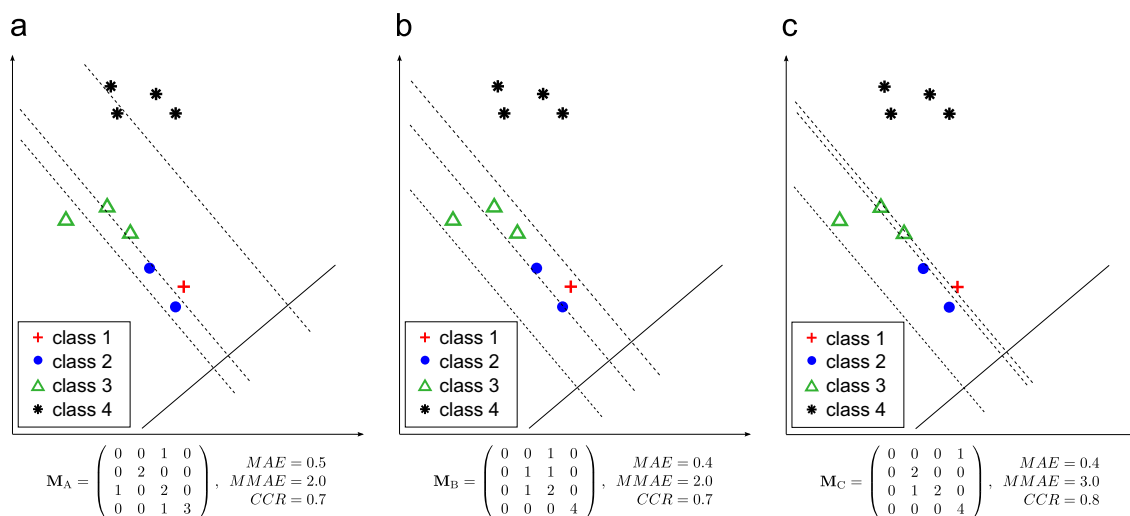 a
b
c
class 1
class 2
class 3
class 4
class 1
class 2
class 3
class 4
class 1
class 2
class 3
class 4
M_A = ( 0 0 1 0
0 2 0 0
1 0 2 0
0 0 1 3 ) ,
MAE = 0.5
MMAE = 2.0
CCR = 0.7
M_B = ( 0 0 1 0
0 1 1 0
0 1 2 0
0 0 0 4 ) ,
MAE = 0.4
MMAE = 2.0
CCR = 0.7
M_C = ( 0 0 0 1
0 2 0 0
0 1 2 0
0 0 0 4 ) ,
MAE = 0.4
MMAE = 3.0
CCR = 0.8